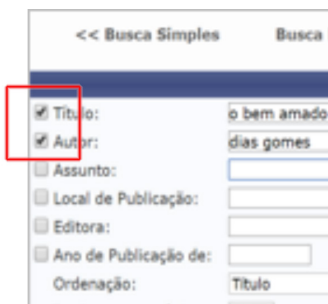 << Busca Simples Busca
Título: o bem amado
Autor: dias gomes
Assunto:
Local de Publicação:
Editora:
Ano de Publicação de:
Ordenação: Título